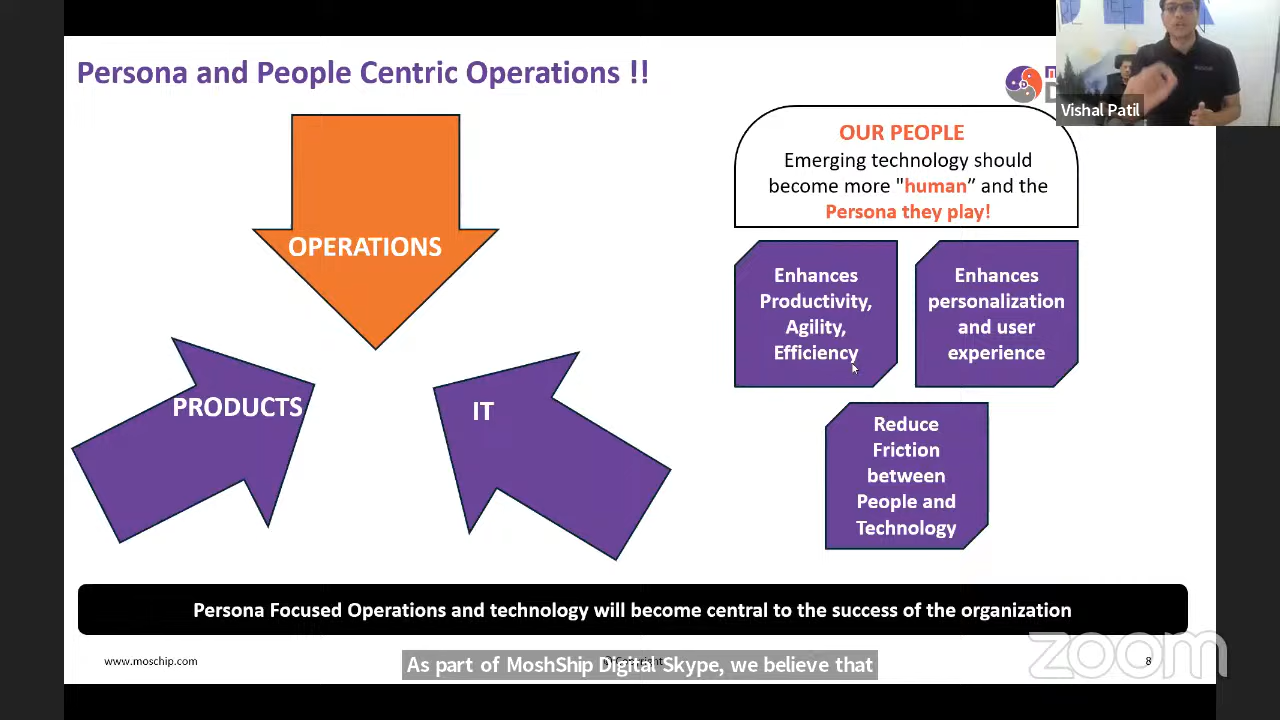 Persona and People Centric Operations !!
Vishal Patil
OPERATIONS
PRODUCTS
IT
OUR PEOPLE
Emerging technology should
become more "human” and the
Persona they play!
Enhances
Productivity,
Agility,
Efficiency
Enhances
personalization
and user
experience
Reduce
Friction
between
People and
Technology
Persona Focused Operations and technology will become central to the success of the organization
www.moschip.com
As part of MoshShip Digital Skype, we believe that
8
zoom